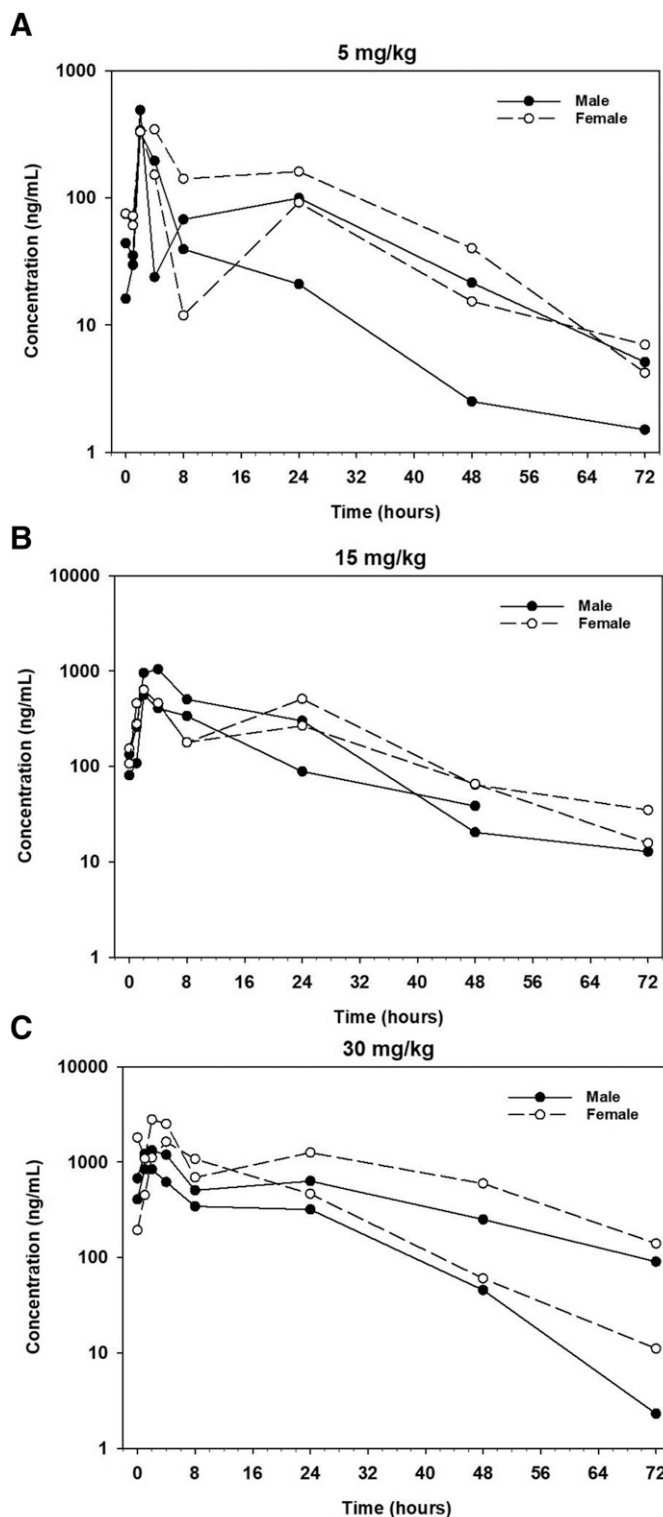 A
5 mg/kg
1000
100
10
1
Concentration (ng/mL)
Male
Female
0 8 16 24 32 40 48 56 64 72
Time (hours)
B
15 mg/kg
10000
1000
100
10
1
Concentration (ng/mL)
Male
Female
0 8 16 24 32 40 48 56 64 72
Time (hours)
C
30 mg/kg
10000
1000
100
10
1
Concentration (ng/mL)
Male
Female
0 8 16 24 32 40 48 56 64 72
Time (hours)